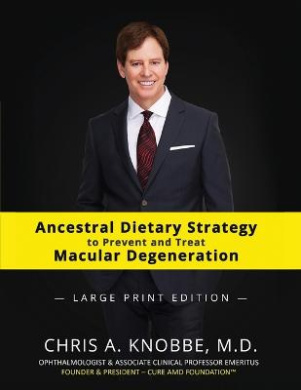 Ancestral Dietary Strategy
to Prevent and Treat
Macular Degeneration
— LARGE PRINT EDITION —
CHRIS A. KNOBBE, M.D.
OPHTHALMOLOGIST & ASSOCIATE CLINICAL PROFESSOR EMERITUS
FOUNDER & PRESIDENT – CURE AMD FOUNDATION™